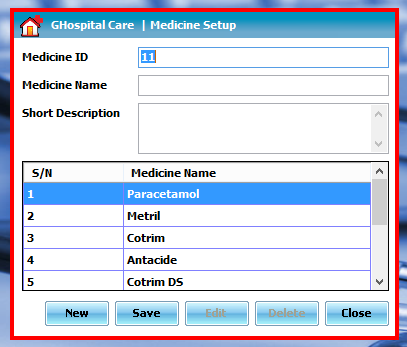 GHospital Care | Medicine Setup
Medicine ID 11
Medicine Name
Short Description
S/N Medicine Name
1 Paracetamol
2 Metril
3 Cotrim
4 Antacide
5 Cotrim DS
New Save Edit Delete Close